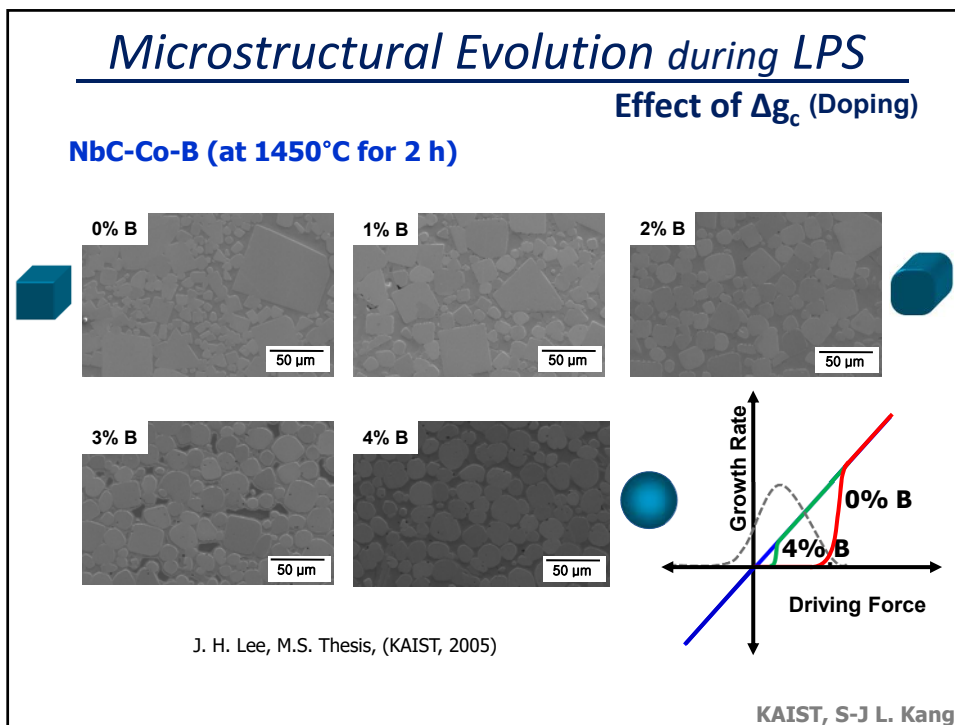 Microstructural Evolution during LPS
Effect of Δg_c (Doping)
NbC-Co-B (at 1450°C for 2 h)
0% B
1% B
2% B
50 µm
50 µm
50 µm
3% B
4% B
50 µm
50 µm
Growth Rate
0% B
4% B
Driving Force
J. H. Lee, M.S. Thesis, (KAIST, 2005)
KAIST, S-J L. Kang